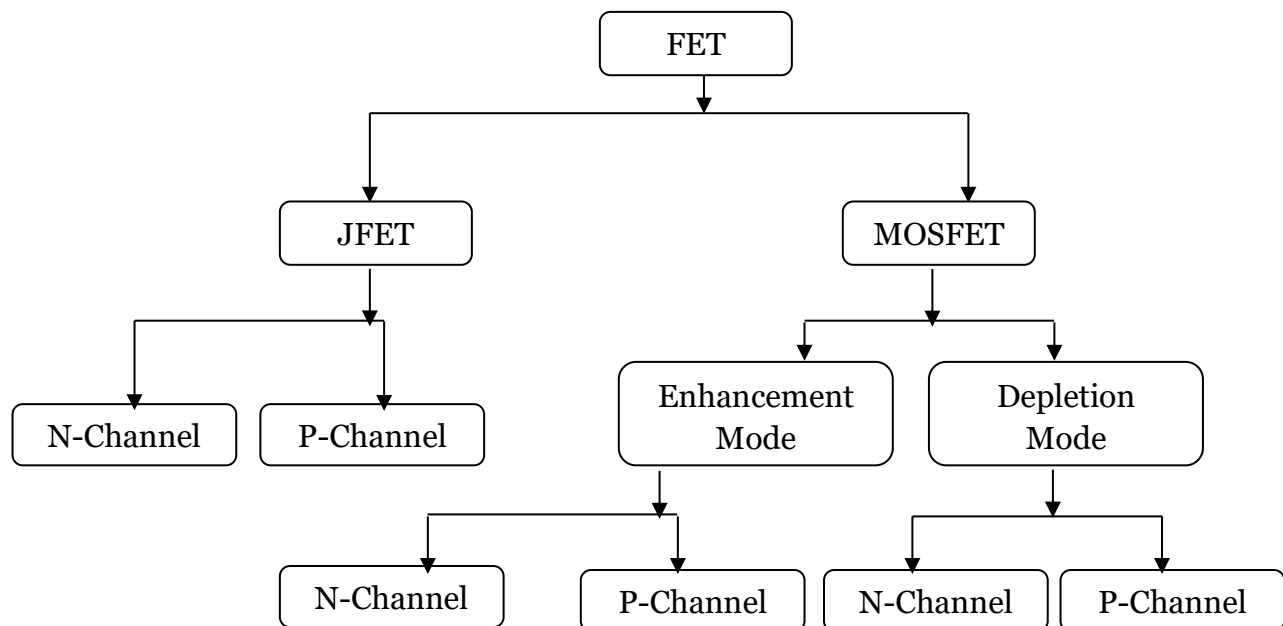 FET
JFET
MOSFET
N-Channel
P-Channel
Enhancement
Mode
Depletion
Mode
N-Channel
P-Channel
N-Channel
P-Channel